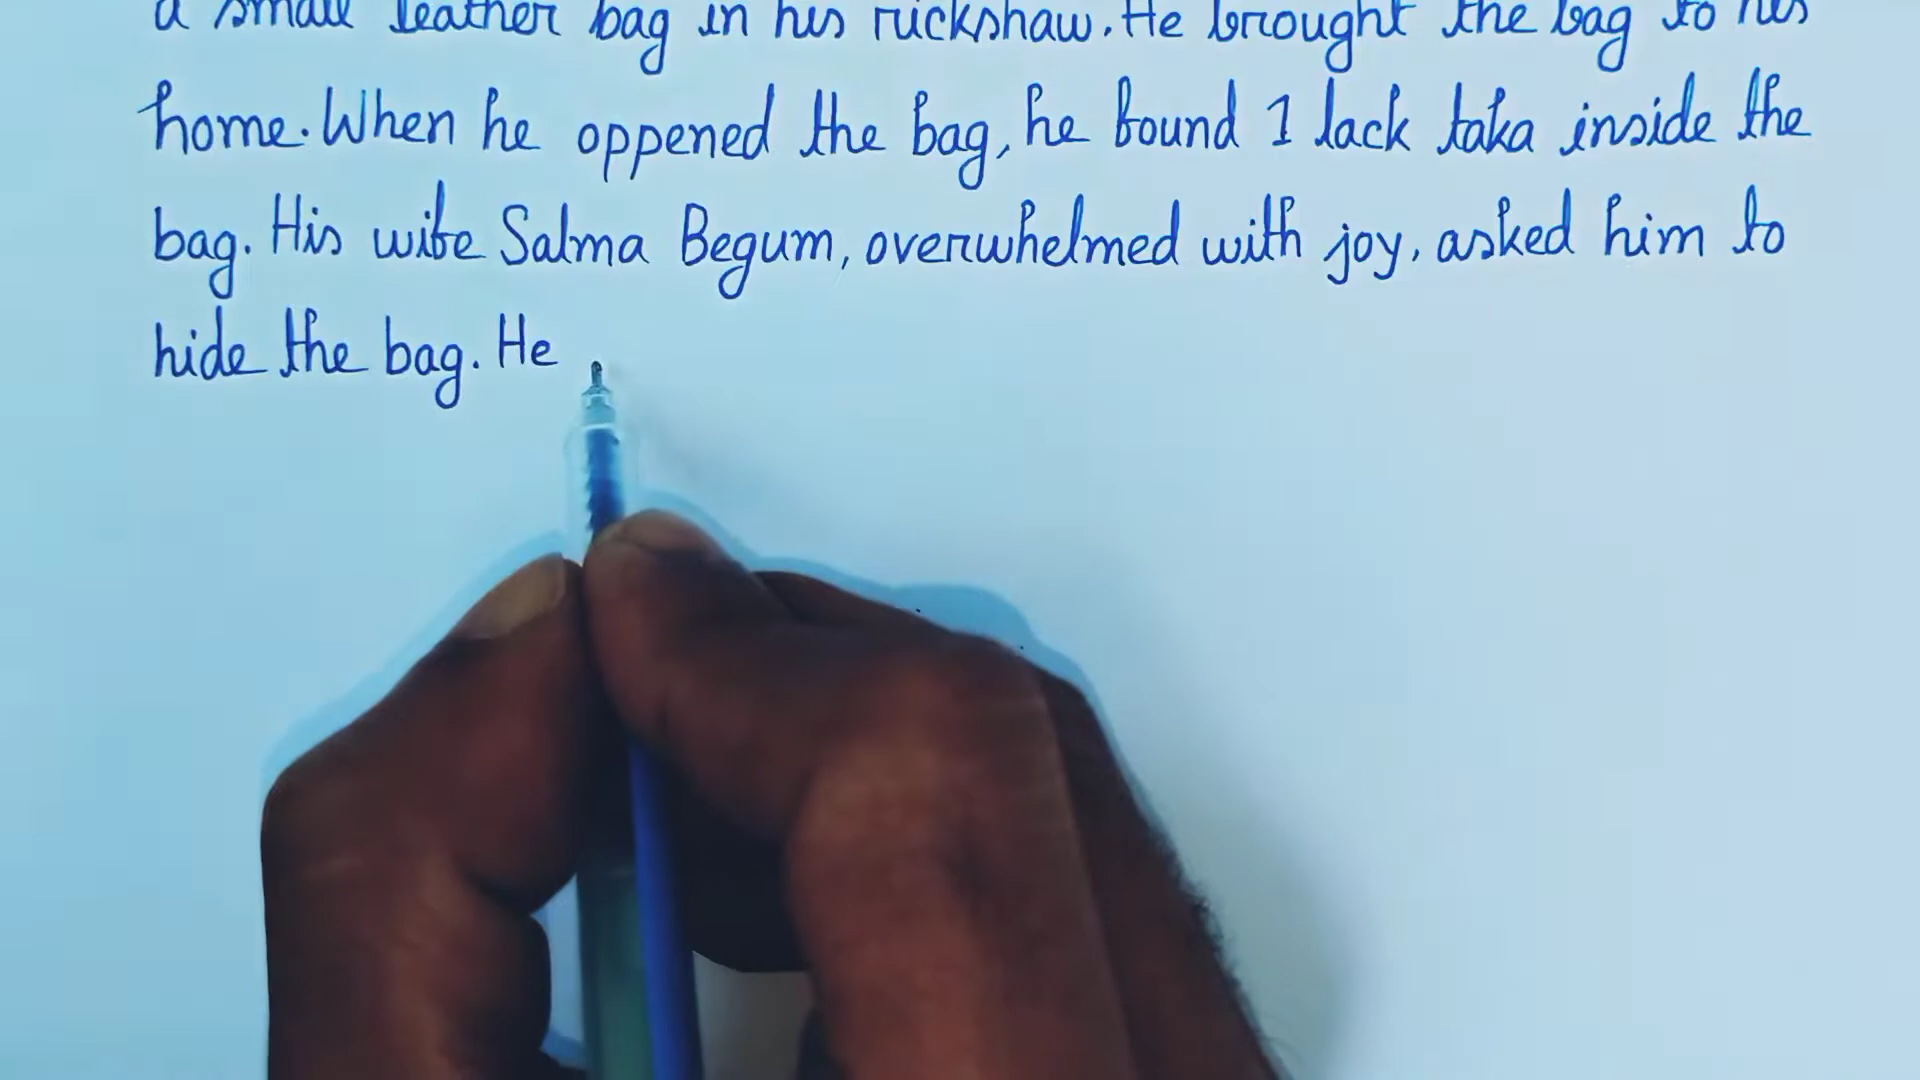 a small leather bag in his rickshaw. He brought the bag to his
home. When he oppened the bag, he found 1 lack taka inside the
bag. His wife Salma Begum, overwhelmed with joy, asked him to
hide the bag. He